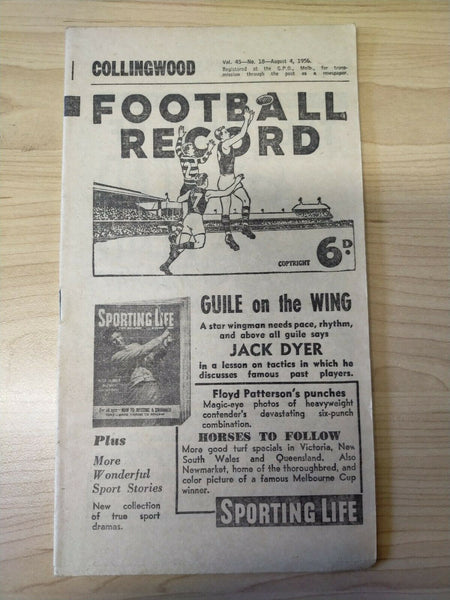 COLLINGWOOD
Vol. 45—No. 18—August 4, 1956.
Registered at the G.P.O., Melb., for trans-
mission through the post as a newspaper.
FOOTBALL
RECORD
COPYRIGHT
6D.
SPORTING LIFE
GUILE on the WING
A star wingman needs pace, rhythm,
and above all guile says
JACK DYER
in a lesson on tactics in which he
discusses famous past players.
Floyd Patterson's punches
Magic-eye photos of heavyweight
contender's devastating six-punch
combination.
HORSES TO FOLLOW
More good turf specials in Victoria, New
South Wales and Queensland. Also
Newmarket, home of the thoroughbred, and
color picture of a famous Melbourne Cup
winner.
SPORTING LIFE
Plus
More
Wonderful
Sport Stories
New collection
of true sport
dramas.